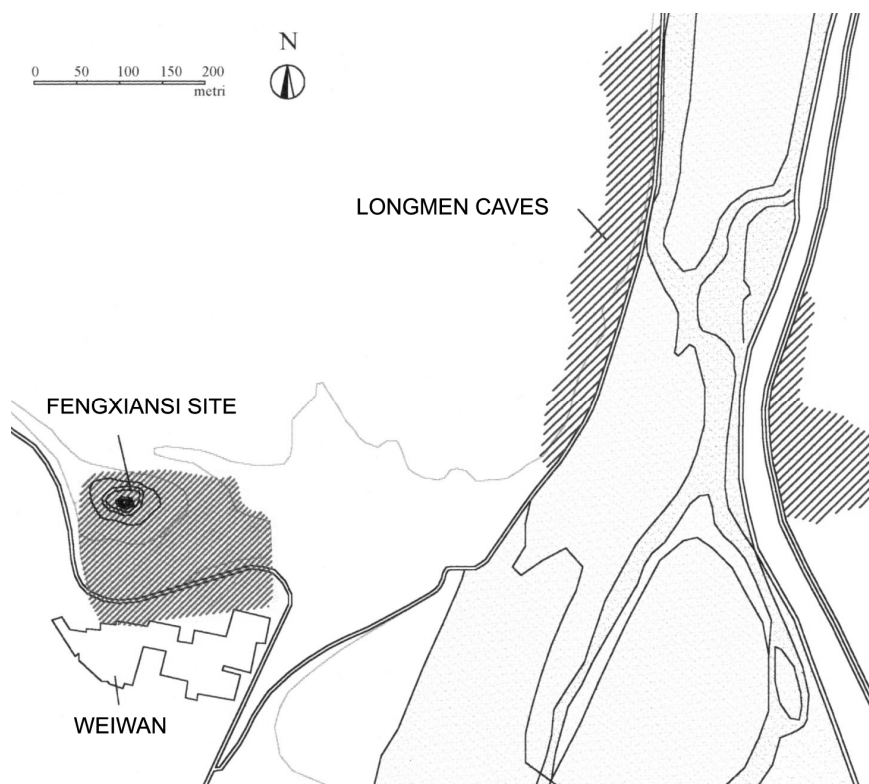 N
0 50 100 150 200
metri
LONGMEN CAVES
FENGXIANSI SITE
WEIWAN